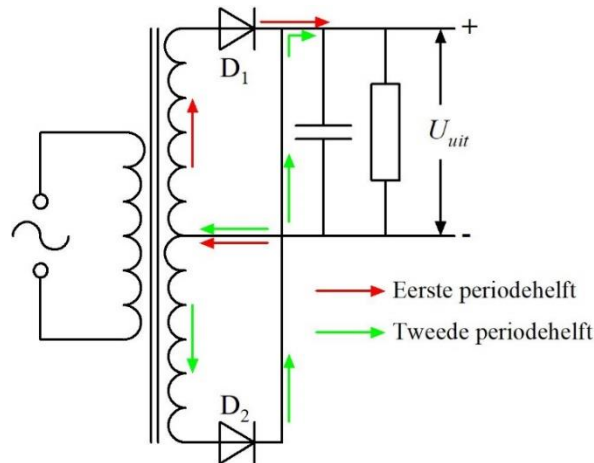 D1
+
Uuit
-
Eerste periodehelft
Tweede periodehelft
D2